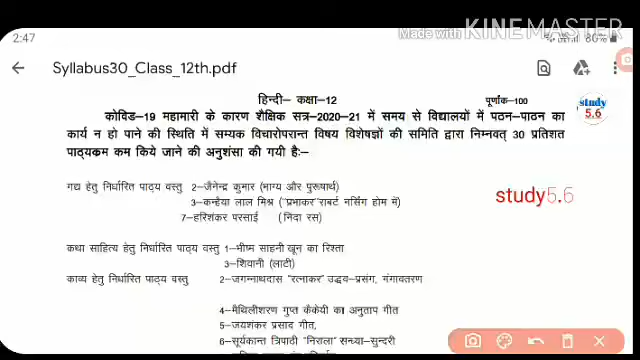 Made with KINEMASTER
2:47 80%
Syllabus30_Class_12th.pdf
हिन्दी– कक्षा–12 पूर्णांक–100
study 5.6
कोविड–19 महामारी के कारण शैक्षिक सत्र–2020–21 में समय से विद्यालयों में पठन–पाठन का
कार्य न हो पाने की स्थिति में सम्यक विचारोपरान्त विषय विशेषज्ञों की समिति द्वारा निम्नवत् 30 प्रतिशत
पाठ्यक्रम कम किये जाने की अनुशंसा की गयी है:–
गद्य हेतु निर्धारित पाठ्य वस्तु 2–जैनेन्द्र कुमार (भाग्य और पुरूषार्थ)
study5.6
3–कन्हैया लाल मिश्र ("प्रभाकर"राबर्ट नर्सिंग होम में)
7–हरिशंकर परसाई (निंदा रस)
कथा साहित्य हेतु निर्धारित पाठ्य वस्तु 1–भीष्म साहनी खून का रिश्ता
3–शिवानी (लाटी)
काव्य हेतु निर्धारित पाठ्य वस्तु 2–जगन्नाथदास "रत्नाकर" उद्धव–प्रसंग, गंगावतरण
4–मैथिलीशरण गुप्त कैकेयी का अनुताप गीत
5–जयशंकर प्रसाद गीत,
6–सूर्यकान्त त्रिपाठी "निराला" सन्ध्या–सुन्दरी